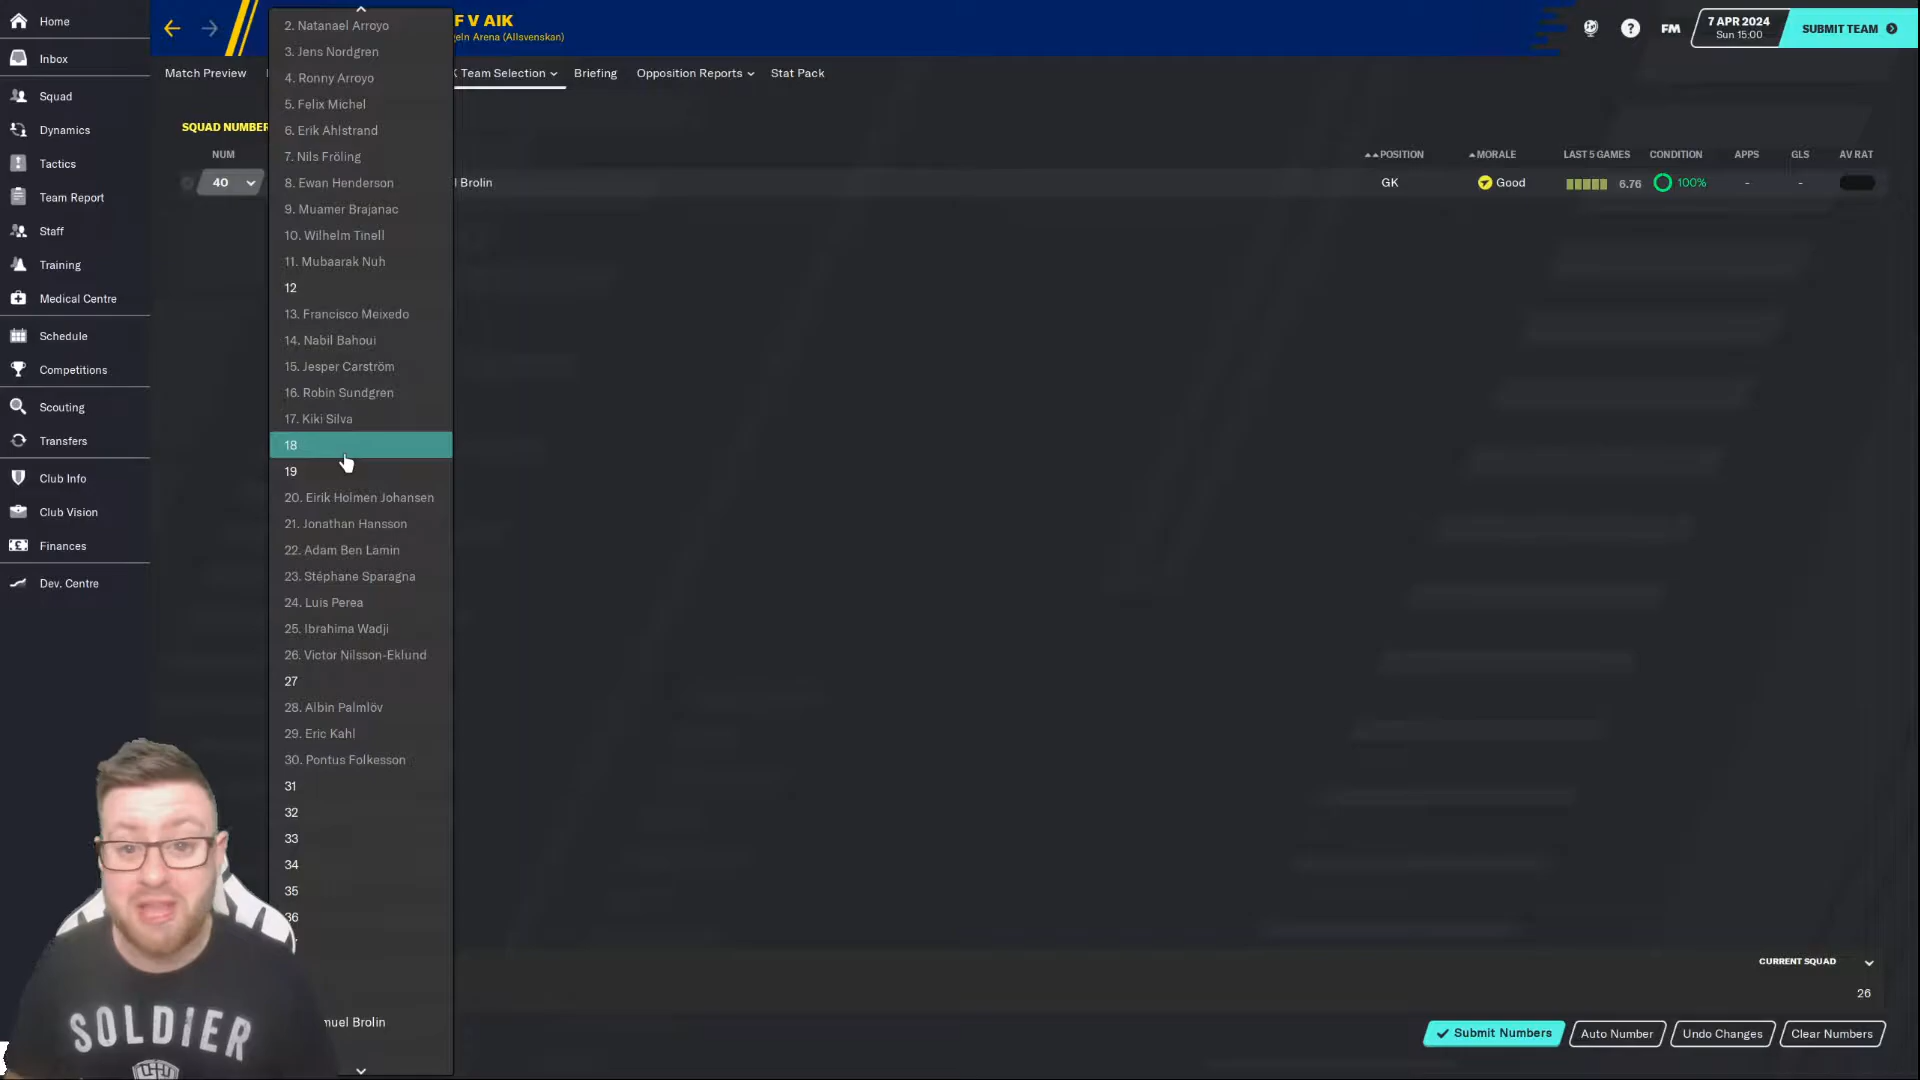 Home
Inbox
Squad
Dynamics
Tactics
Team Report
Staff
Training
Medical Centre
Schedule
Competitions
Scouting
Transfers
Club Info
Club Vision
Finances
Dev. Centre
F V AIK
geln Arena (Allsvenskan)
FM
7 APR 2024
Sun 15:00
SUBMIT TEAM
Match Preview
K Team Selection
Briefing
Opposition Reports
Stat Pack
SQUAD NUMBER
NUM
POSITION
MORALE
LAST 5 GAMES
CONDITION
APPS
GLS
AV RAT
40
l Brolin
GK
Good
6.76
100%
-
-
2. Natanael Arroyo
3. Jens Nordgren
4. Ronny Arroyo
5. Felix Michel
6. Erik Ahlstrand
7. Nils Fröling
8. Ewan Henderson
9. Muamer Brajanac
10. Wilhelm Tinell
11. Mubaarak Nuh
12
13. Francisco Meixedo
14. Nabil Bahoui
15. Jesper Carström
16. Robin Sundgren
17. Kiki Silva
18
19
20. Eirik Holmen Johansen
21. Jonathan Hansson
22. Adam Ben Lamin
23. Stéphane Sparagna
24. Luis Perea
25. Ibrahima Wadji
26. Victor Nilsson-Eklund
27
28. Albin Palmlöv
29. Eric Kahl
30. Pontus Folkesson
31
32
33
34
35
36
muel Brolin
SOLDIER
CURRENT SQUAD
26
Submit Numbers
Auto Number
Undo Changes
Clear Numbers